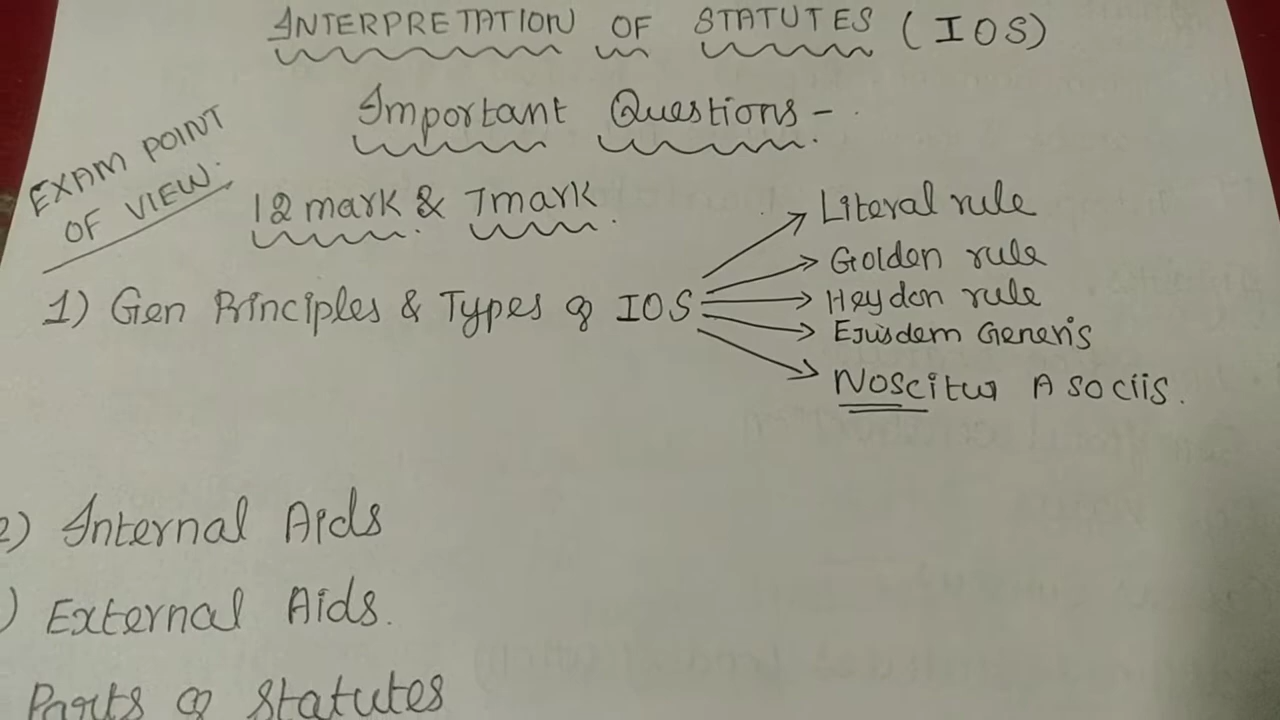 INTERPRETATION OF STATUTES (IOS)
Important Questions -
EXAM POINT
OF VIEW.
12 mark & 7mark
1) Gen Principles & Types of IOS
Literal rule
Golden rule
Heydon rule
Ejusdem Generis
Noscitur A sociis.
2) Internal Aids
) External Aids.
Parts of Statutes